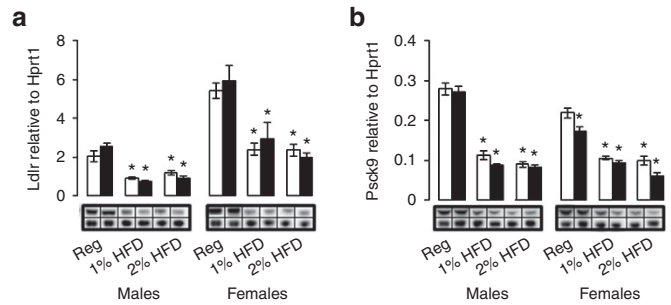 a
Ldlr relative to Hprt1
8
6
4
2
0
* * * * * * * *
Reg 1% HFD 2% HFD Reg 1% HFD 2% HFD
Males Females
b
Psck9 relative to Hprt1
0.4
0.3
0.2
0.1
0
* * * * * * * * *
Reg 1% HFD 2% HFD Reg 1% HFD 2% HFD
Males Females